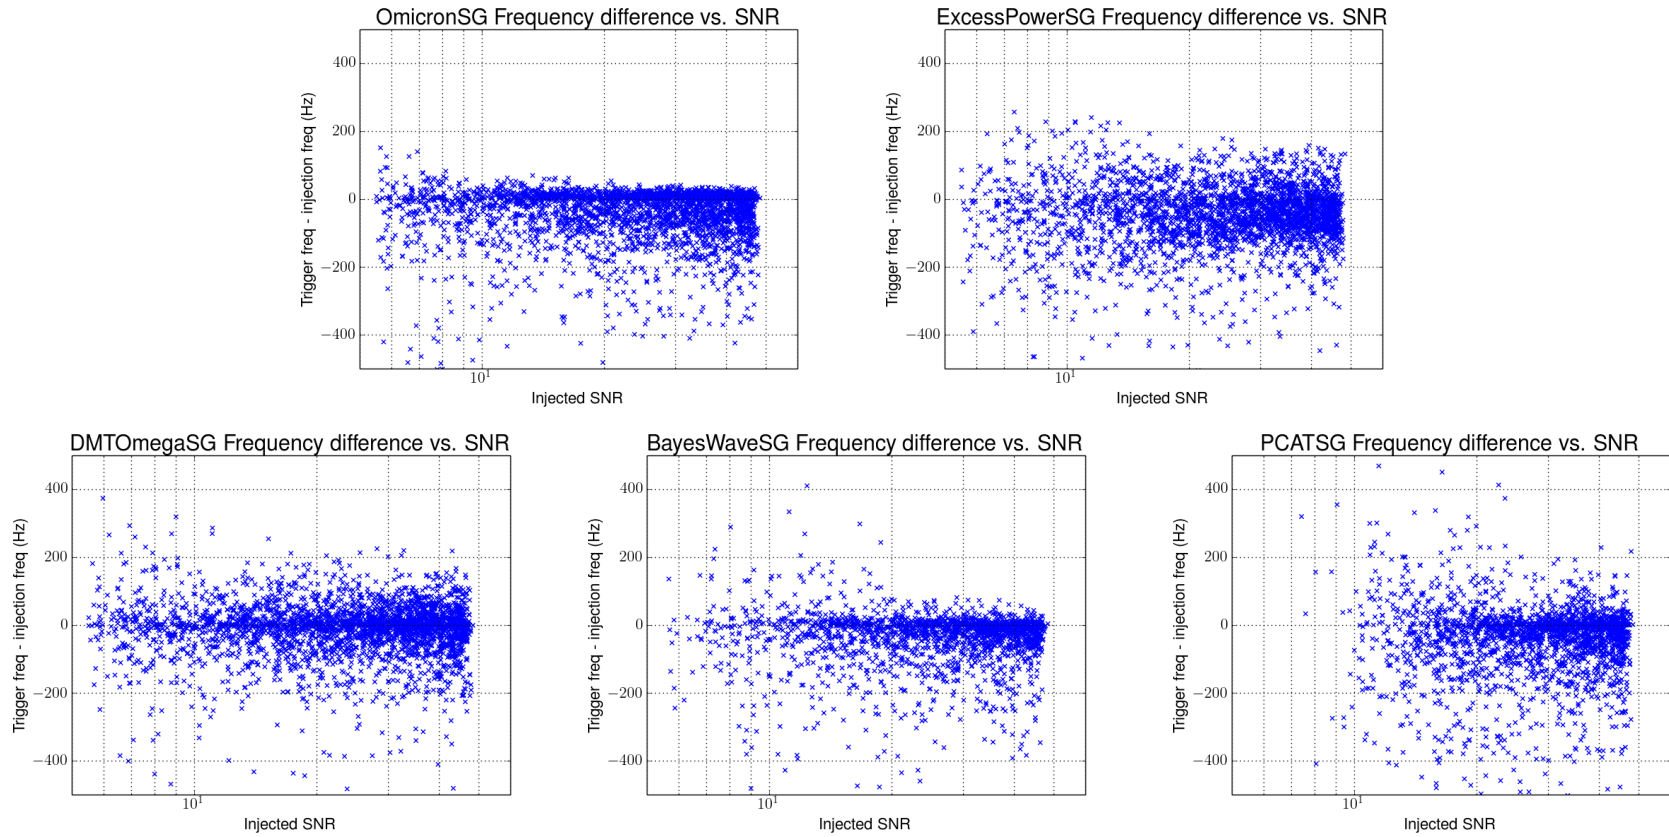 OmicronSG Frequency difference vs. SNR
400
200
0
−200
−400
Trigger freq - injection freq (Hz)
10¹
Injected SNR
ExcessPowerSG Frequency difference vs. SNR
400
200
0
−200
−400
Trigger freq - injection freq (Hz)
10¹
Injected SNR
DMTOmegaSG Frequency difference vs. SNR
400
200
0
−200
−400
Trigger freq - injection freq (Hz)
10¹
Injected SNR
BayesWaveSG Frequency difference vs. SNR
400
200
0
−200
−400
Trigger freq - injection freq (Hz)
10¹
Injected SNR
PCATSG Frequency difference vs. SNR
400
200
0
−200
−400
Trigger freq - injection freq (Hz)
10¹
Injected SNR